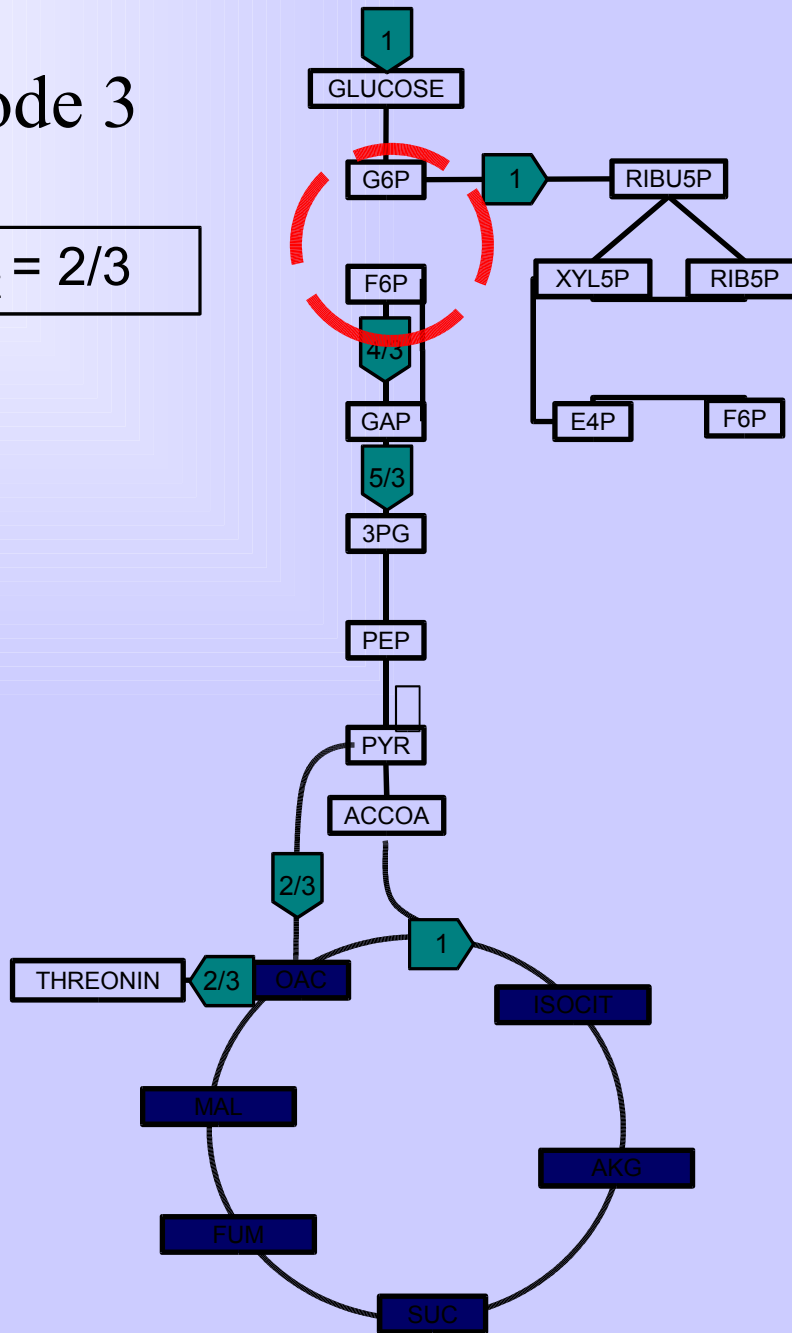 ode 3
= 2/3
1
GLUCOSE
G6P
1
RIBU5P
F6P
XYL5P
RIB5P
4/3
GAP
E4P
F6P
5/3
3PG
PEP
PYR
ACCOA
2/3
1
THREONIN
2/3
OAC
ISOCIT
MAL
AKG
FUM
SUC